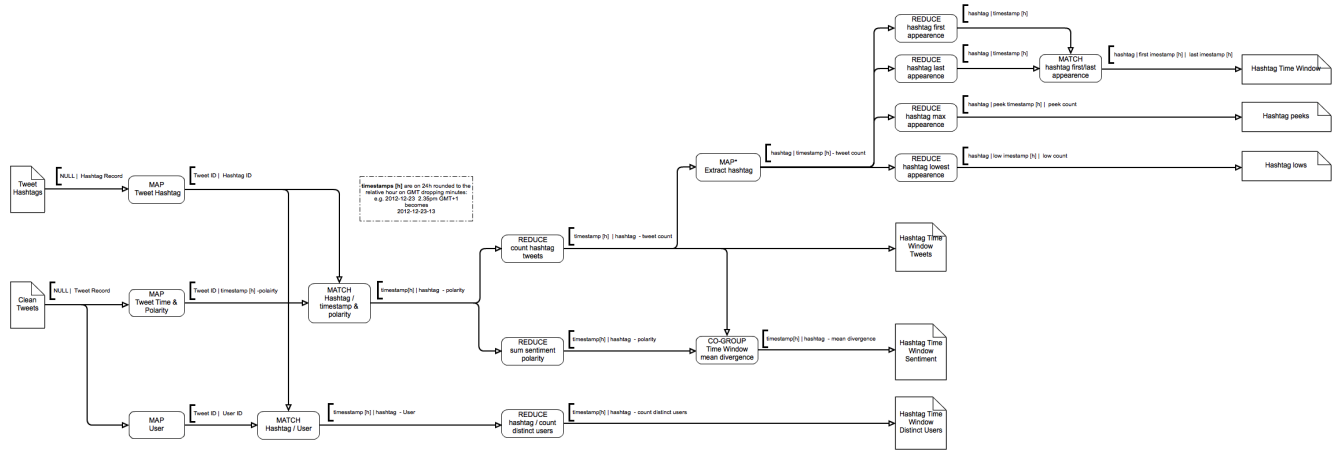 REDUCE
hashtag first
appearence
hashtag | timestamp [h]
REDUCE
hashtag last
appearence
hashtag | timestamp [h]
MATCH
hashtag first/last
appearence
hashtag | first imestamp [h] | last imestamp [h]
Hashtag Time Window
REDUCE
hashtag max
appearence
hashtag | peek timestamp [h] | peek count
Hashtag peeks
MAP*
Extract hashtag
hashtag | timestamp [h] - tweet count
REDUCE
hashtag lowest
appearence
hashtag | low imestamp [h] | low count
Hashtag lows
Tweet
Hashtags
NULL | Hashtag Record
MAP
Tweet Hashtag
Tweet ID | Hashtag ID
timestamps [h] are on 24h rounded to the
relative hour on GMT dropping minutes:
e.g. 2012-12-23 2.35pm GMT+1
becomes
2012-12-23-13
REDUCE
count hashtag
tweets
timestamp [h] | hashtag - tweet count
Hashtag Time
Window
Tweets
Clean
Tweets
NULL | Tweet Record
MAP
Tweet Time &
Polarity
Tweet ID | timestamp [h] -polairty
MATCH
Hashtag /
timestamp &
polarity
timestamp[h] | hashtag - polarity
REDUCE
sum sentiment
polarity
timestamp[h] | hashtag - polarity
CO-GROUP
Time Window
mean divergence
timestamp[h] | hashtag - mean divergence
Hashtag Time
Window
Sentiment
MAP
User
Tweet ID | User ID
MATCH
Hashtag / User
timesstamp [h] | hashtag - User
REDUCE
hashtag / count
distinct users
timestamp[h] | hashtag - count distinct users
Hashtag Time
Window
Distinct Users